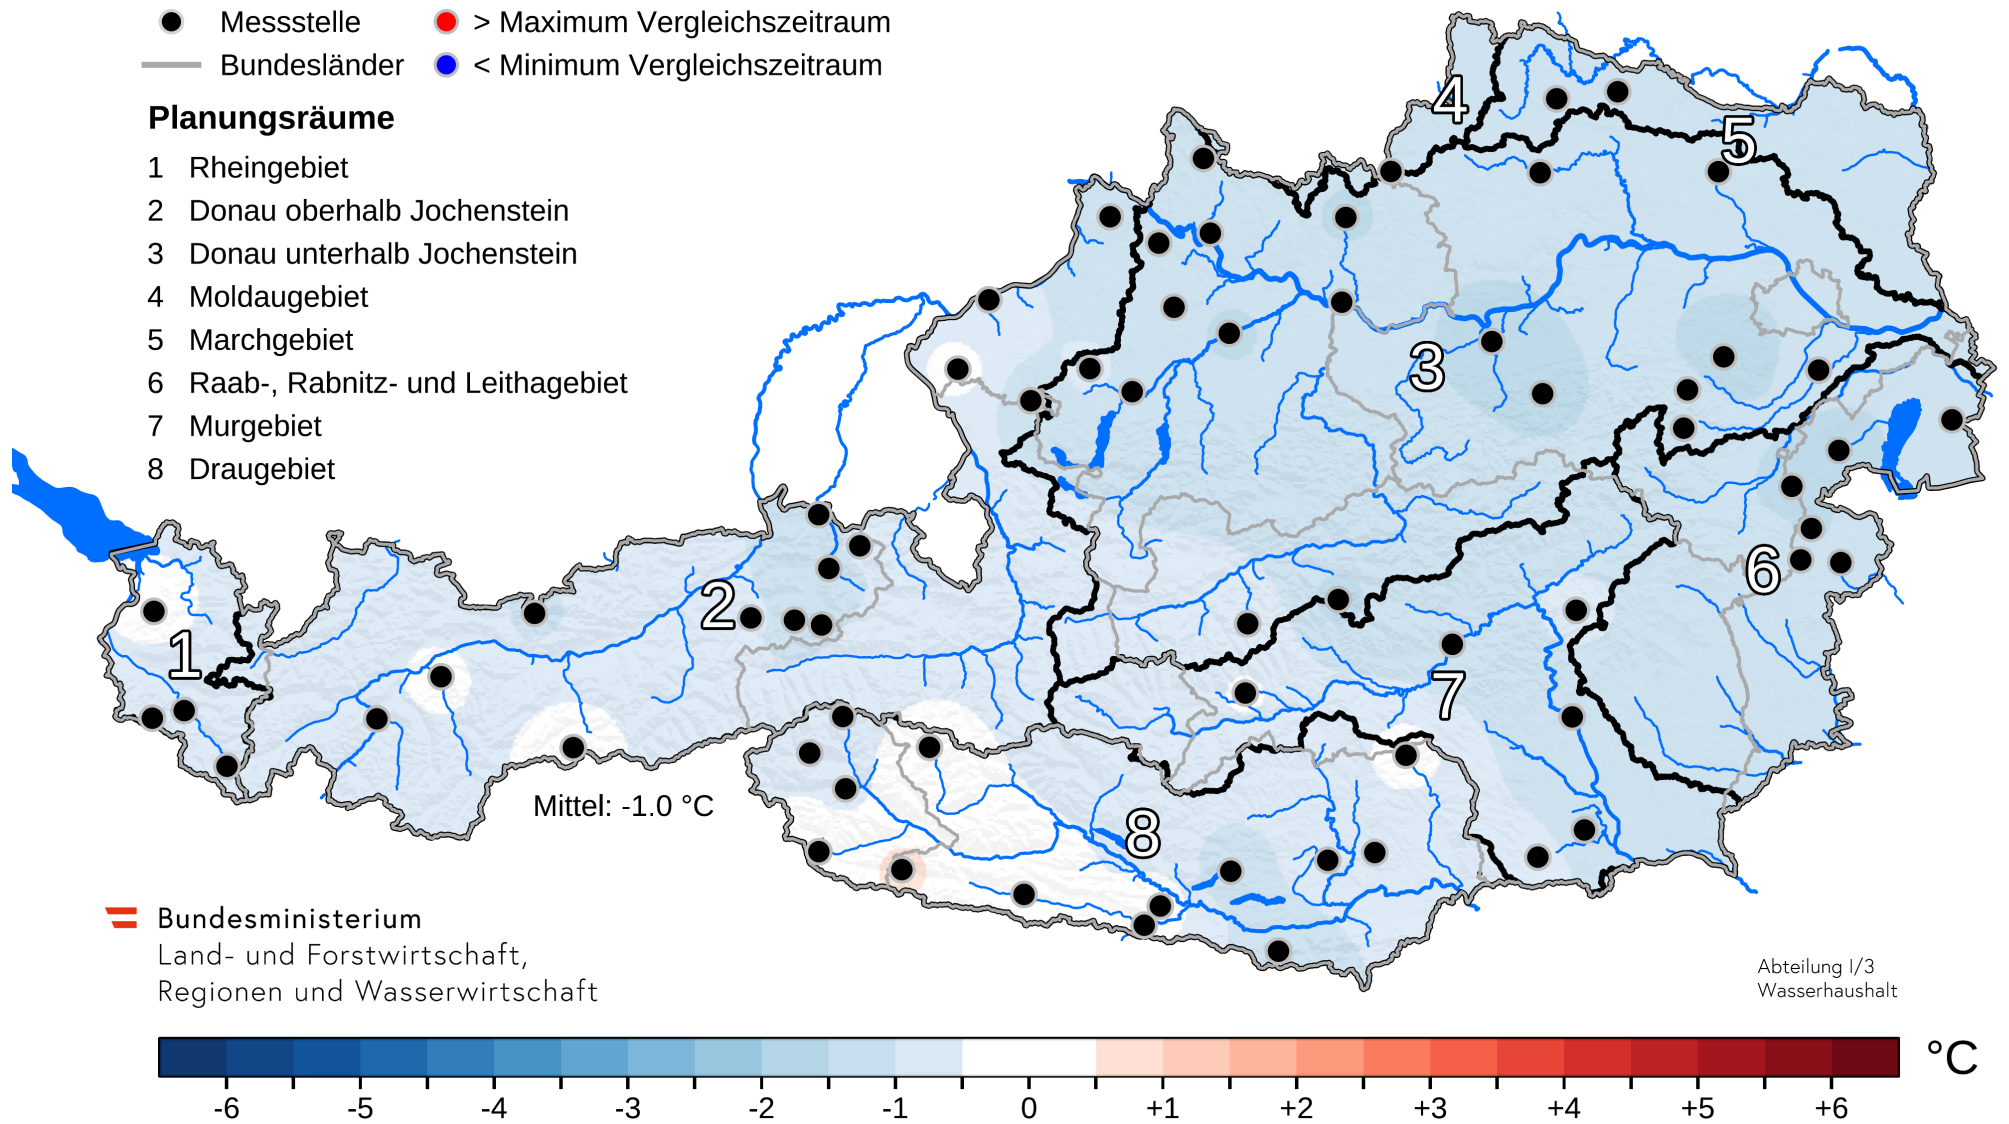 Messstelle
> Maximum Vergleichszeitraum
Bundesländer
< Minimum Vergleichszeitraum
Planungsräume
1 Rheingebiet
2 Donau oberhalb Jochenstein
3 Donau unterhalb Jochenstein
4 Moldaugebiet
5 Marchgebiet
6 Raab-, Rabnitz- und Leithagebiet
7 Murgebiet
8 Draugebiet
4
5
3
6
2
1
7
8
Mittel: -1.0 °C
Bundesministerium
Land- und Forstwirtschaft,
Regionen und Wasserwirtschaft
Abteilung I/3
Wasserhaushalt
°C
-6 -5 -4 -3 -2 -1 0 +1 +2 +3 +4 +5 +6